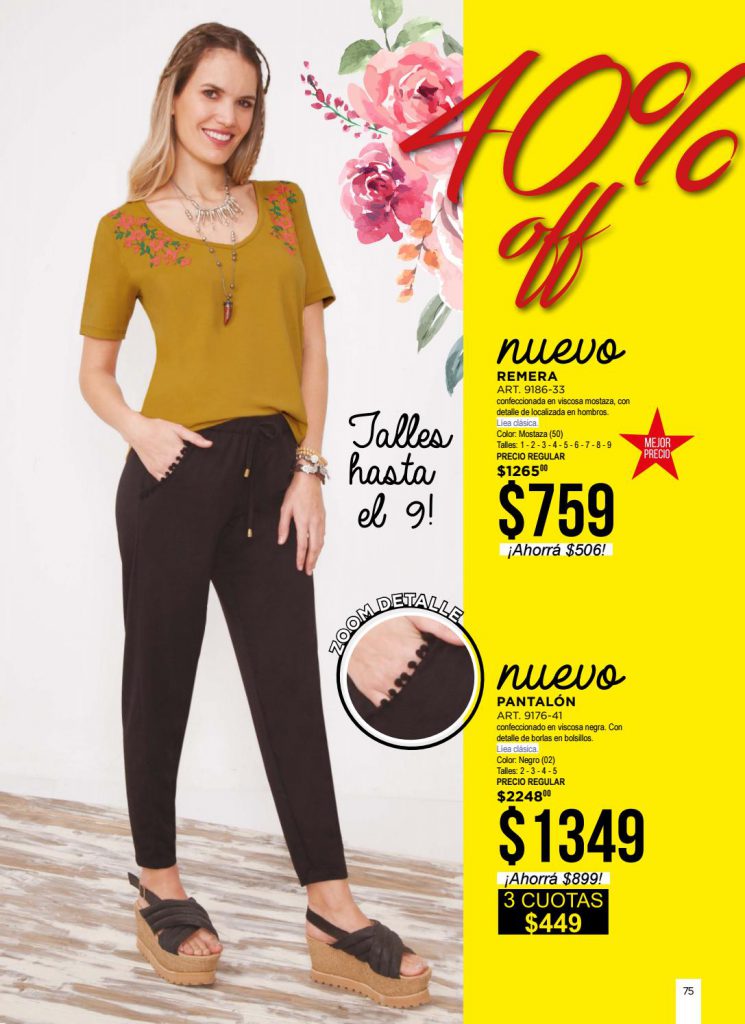 40%
off
nuevo
REMERA
ART. 9186-33
confeccionada en viscosa mostaza, con
detalle de localizada en hombros.
Liea clásica.
Color: Mostaza (50)
Talles: 1 - 2 - 3 - 4 - 5 - 6 - 7 - 8 - 9
PRECIO REGULAR
$1265⁰⁰
$759
¡Ahorrá $506!
MEJOR
PRECIO
Talles
hasta
el 9!
ZOOM DETALLE
nuevo
PANTALÓN
ART. 9176-41
confeccionado en viscosa negra. Con
detalle de borlas en bolsillos.
Liea clásica.
Color: Negro (02)
Talles: 2 - 3 - 4 - 5
PRECIO REGULAR
$2248⁰⁰
$1349
¡Ahorrá $899!
3 CUOTAS
$449
75